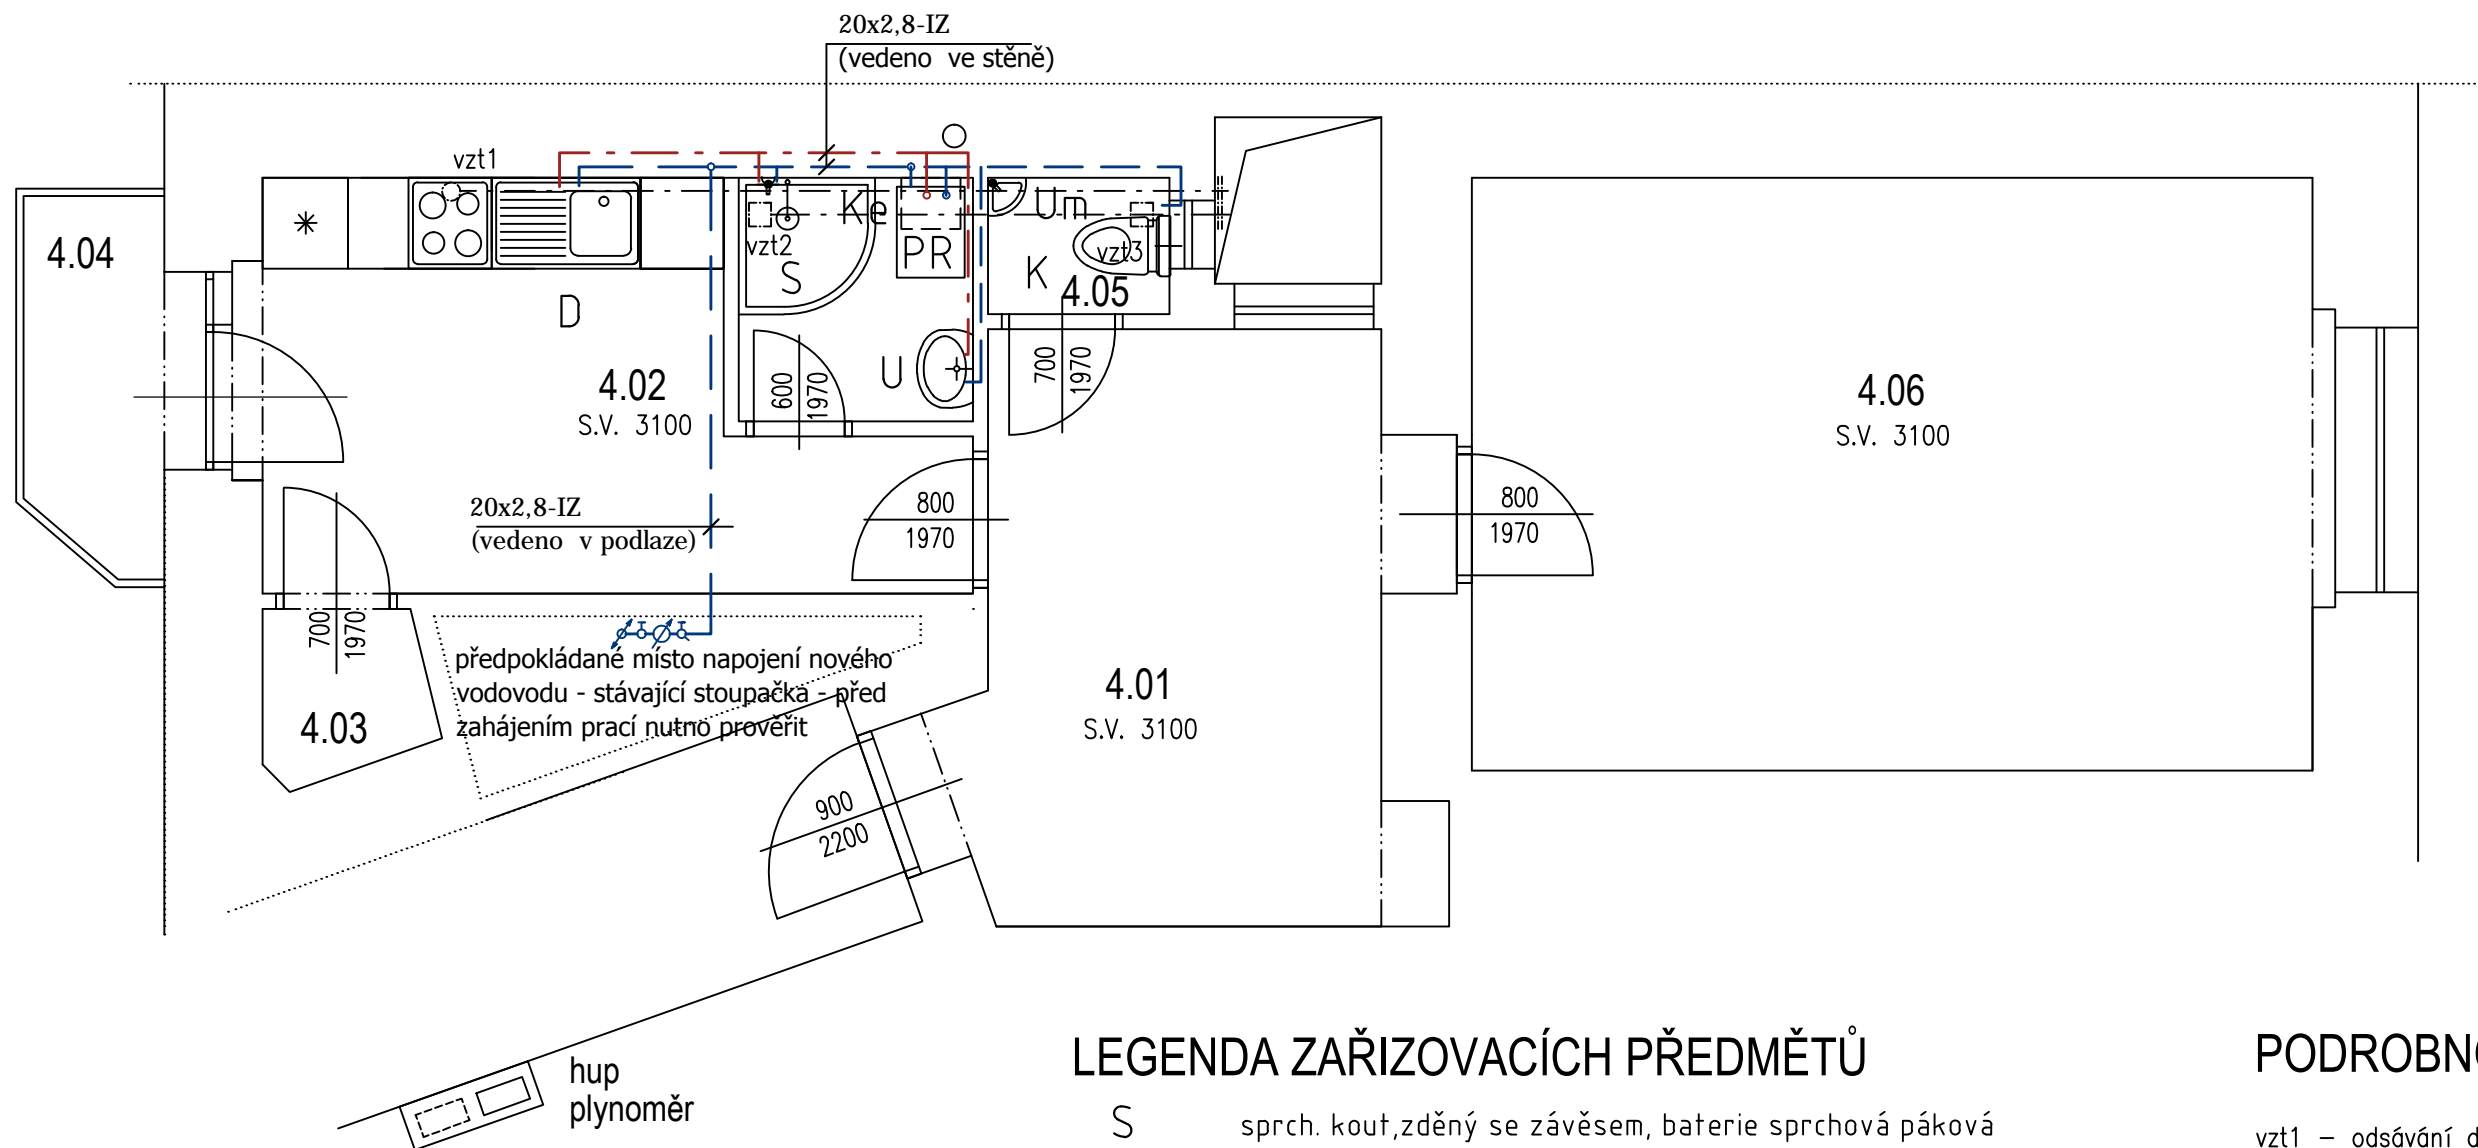 20x2,8-IZ
(vedeno ve stěně)
vzt1
4.04
Ke
Um
vzt2
PR
vzt3
S
K
4.05
D
U
4.02
S.V. 3100
600
1970
700
1970
4.06
S.V. 3100
20x2,8-IZ
(vedeno v podlaze)
800
1970
800
1970
700
1970
předpokládané místo napojení nového
vodovodu - stávající stoupačka - před
zahájením prací nutno prověřit
4.03
4.01
S.V. 3100
900
2200
hup
plynoměr
LEGENDA ZAŘIZOVACÍCH PŘEDMĚTŮ
S sprch. kout,zděný se závěsem, baterie sprchová páková
vzt1 – odsávání